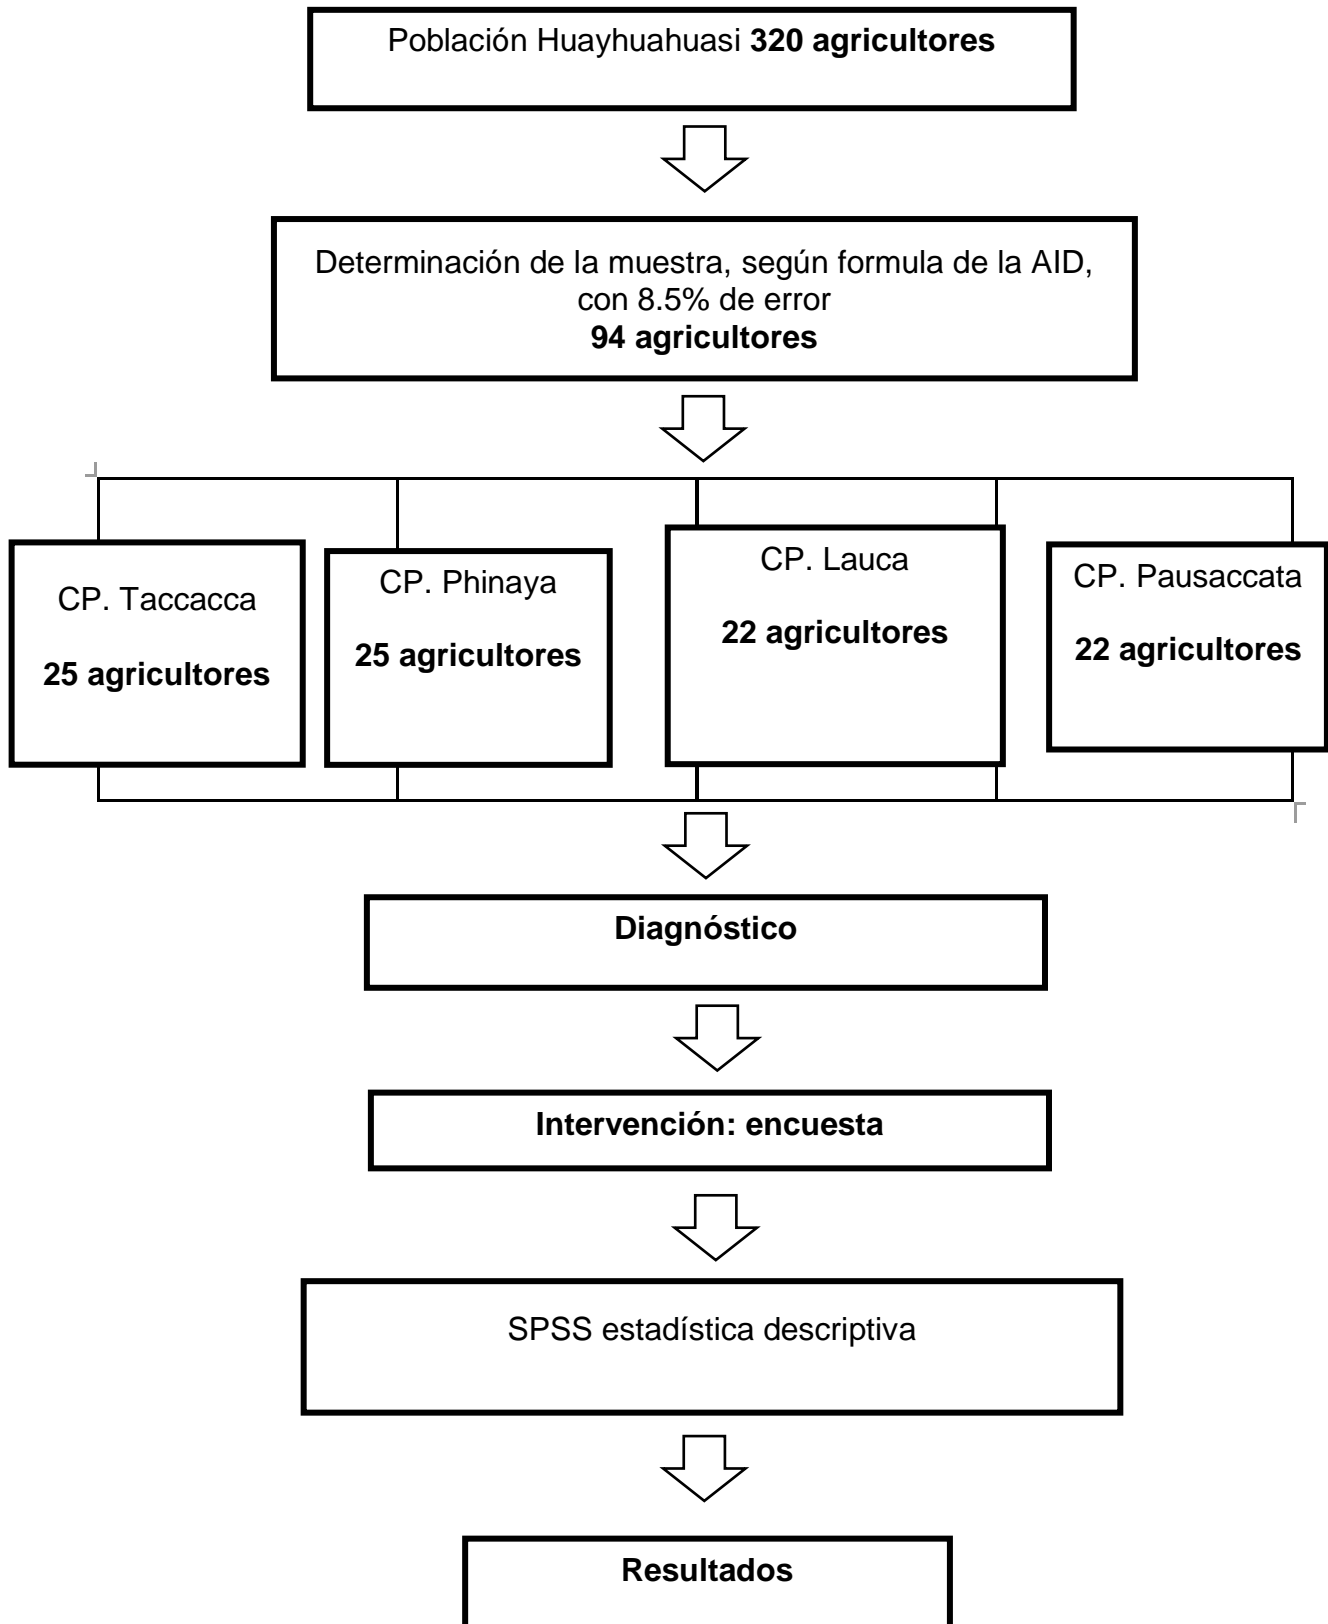 Población Huayhuahuasi 320 agricultores
Determinación de la muestra, según formula de la AID,
con 8.5% de error
94 agricultores
CP. Taccacca
25 agricultores
CP. Phinaya
25 agricultores
CP. Lauca
22 agricultores
CP. Pausaccata
22 agricultores
Diagnóstico
Intervención: encuesta
SPSS estadística descriptiva
Resultados